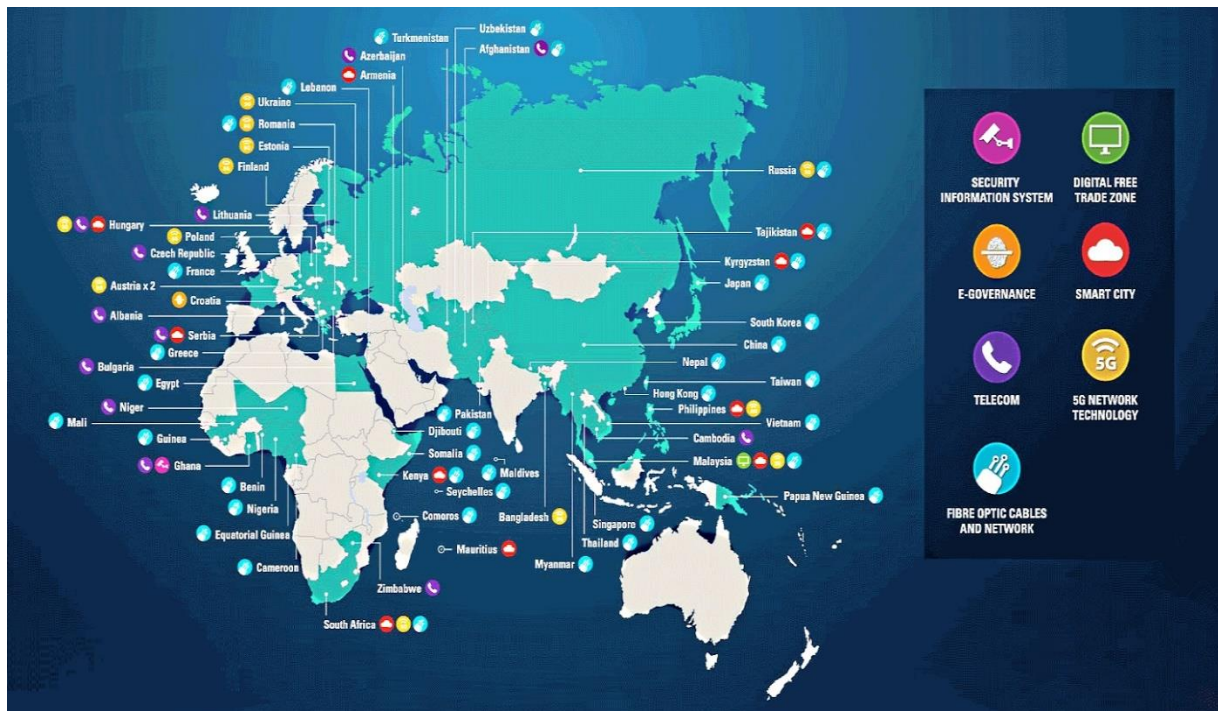 Uzbekistan
Turkmenistan
Afghanistan
Azerbaijan
Armenia
Lebanon
Ukraine
Romania
Estonia
Finland
Russia
Lithuania
Hungary
Poland
Tajikistan
Czech Republic
Kyrgyzstan
France
Japan
Austria x 2
Croatia
Albania
South Korea
Serbia
China
Greece
Bulgaria
Nepal
Egypt
Taiwan
Hong Kong
Niger
Pakistan
Philippines
Mali
Vietnam
Djibouti
Guinea
Cambodia
Somalia
Ghana
Malaysia
Maldives
Kenya
Benin
Seychelles
Papua New Guinea
Nigeria
Comoros
Bangladesh
Singapore
Equatorial Guinea
Thailand
Mauritius
Myanmar
Cameroon
Zimbabwe
South Africa
SECURITY
INFORMATION SYSTEM
DIGITAL FREE
TRADE ZONE
E-GOVERNANCE
SMART CITY
TELECOM
5G
5G NETWORK
TECHNOLOGY
FIBRE OPTIC CABLES
AND NETWORK